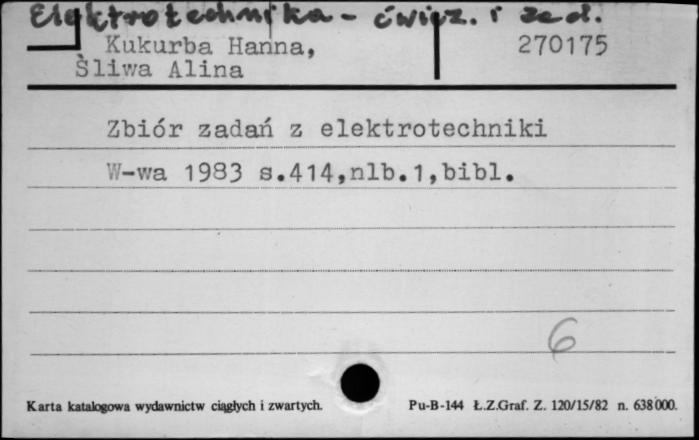 Elektrotechnika - ćwicz. i zad.
Kukurba Hanna, 270175
Śliwa Alina
Zbiór zadań z elektrotechniki
W-wa 1983 s.414,nlb.1,bibl.
6
Karta katalogowa wydawnictw ciągłych i zwartych. Pu-B-144 Ł.Z.Graf. Z. 120/15/82 n. 638000.